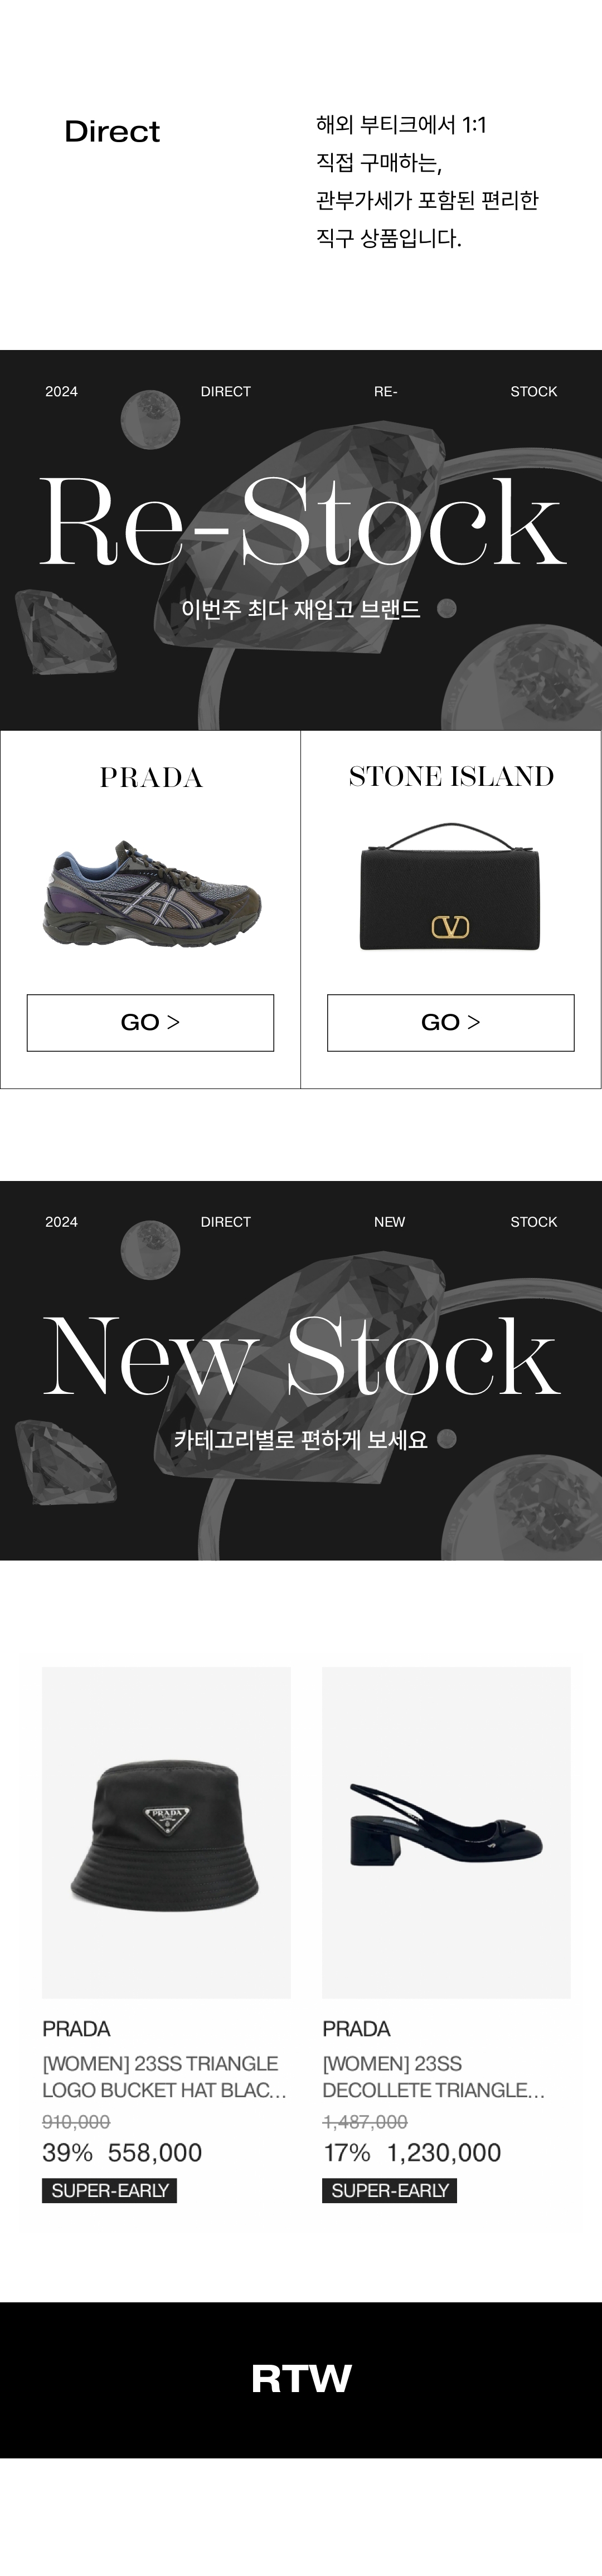 Direct
해외 부티크에서 1:1
직접 구매하는,
관부가세가 포함된 편리한
직구 상품입니다.
2024 DIRECT RE- STOCK
Re-Stock
이번주 최다 재입고 브랜드
PRADA
STONE ISLAND
GO >
GO >
2024 DIRECT NEW STOCK
New Stock
카테고리별로 편하게 보세요
PRADA
PRADA
[WOMEN] 23SS TRIANGLE
LOGO BUCKET HAT BLAC...
910,000
39% 558,000
SUPER-EARLY
PRADA
[WOMEN] 23SS
DECOLLETE TRIANGLE...
1,487,000
17% 1,230,000
SUPER-EARLY
RTW